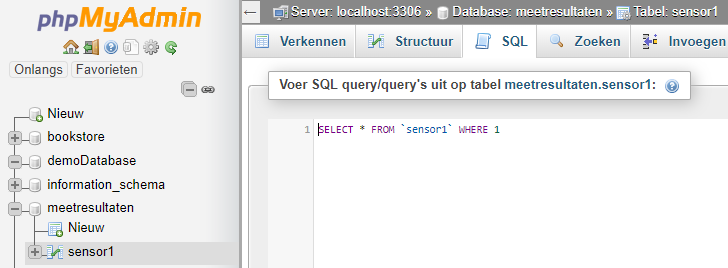 phpMyAdmin
Onlangs Favorieten
Nieuw
bookstore
demoDatabase
information_schema
meetresultaten
Nieuw
sensor1
Server: localhost:3306 » Database: meetresultaten » Tabel: sensor1
Verkennen Structuur SQL Zoeken Invoegen
Voer SQL query/query's uit op tabel meetresultaten.sensor1:
1 SELECT * FROM `sensor1` WHERE 1